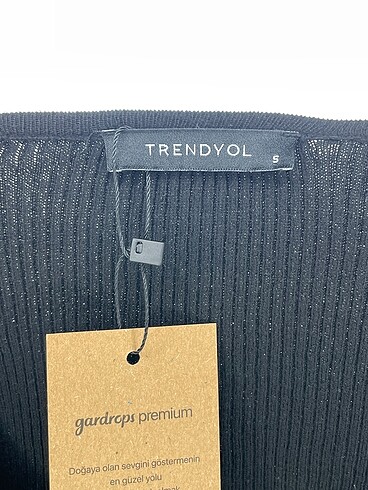 TRENDYOL
S
gardrops premium
Doğaya olan sevgini göstermenin
en güzel yolu